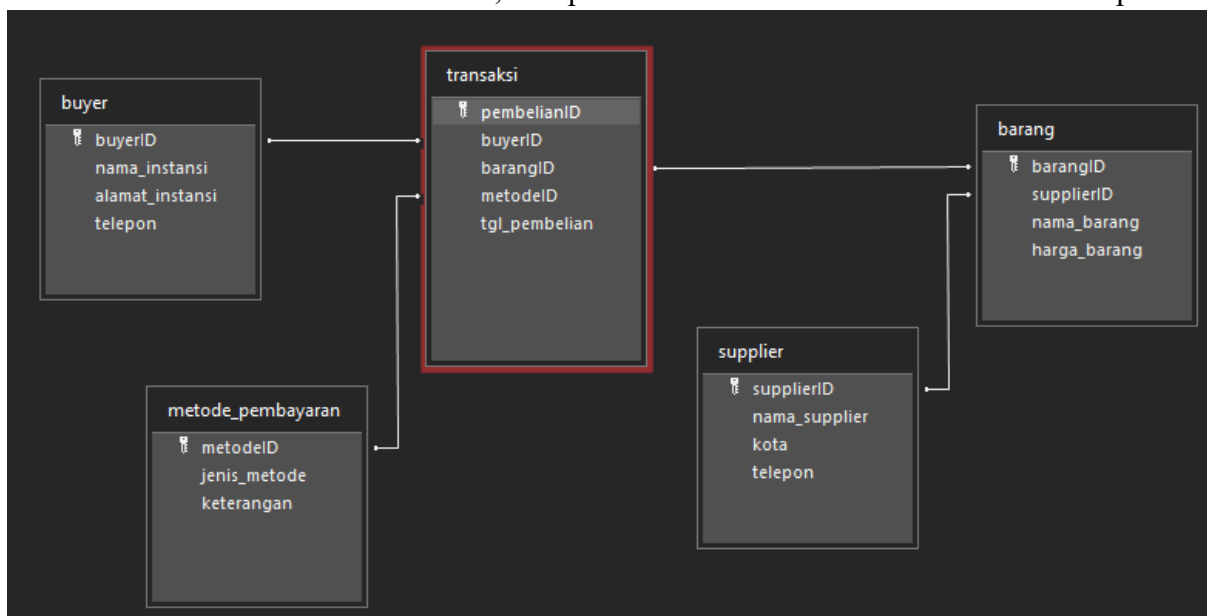 buyer
buyerID
nama_instansi
alamat_instansi
telepon
transaksi
pembelianID
buyerID
barangID
metodeID
tgl_pembelian
barang
barangID
supplierID
nama_barang
harga_barang
metode_pembayaran
metodeID
jenis_metode
keterangan
supplier
supplierID
nama_supplier
kota
telepon